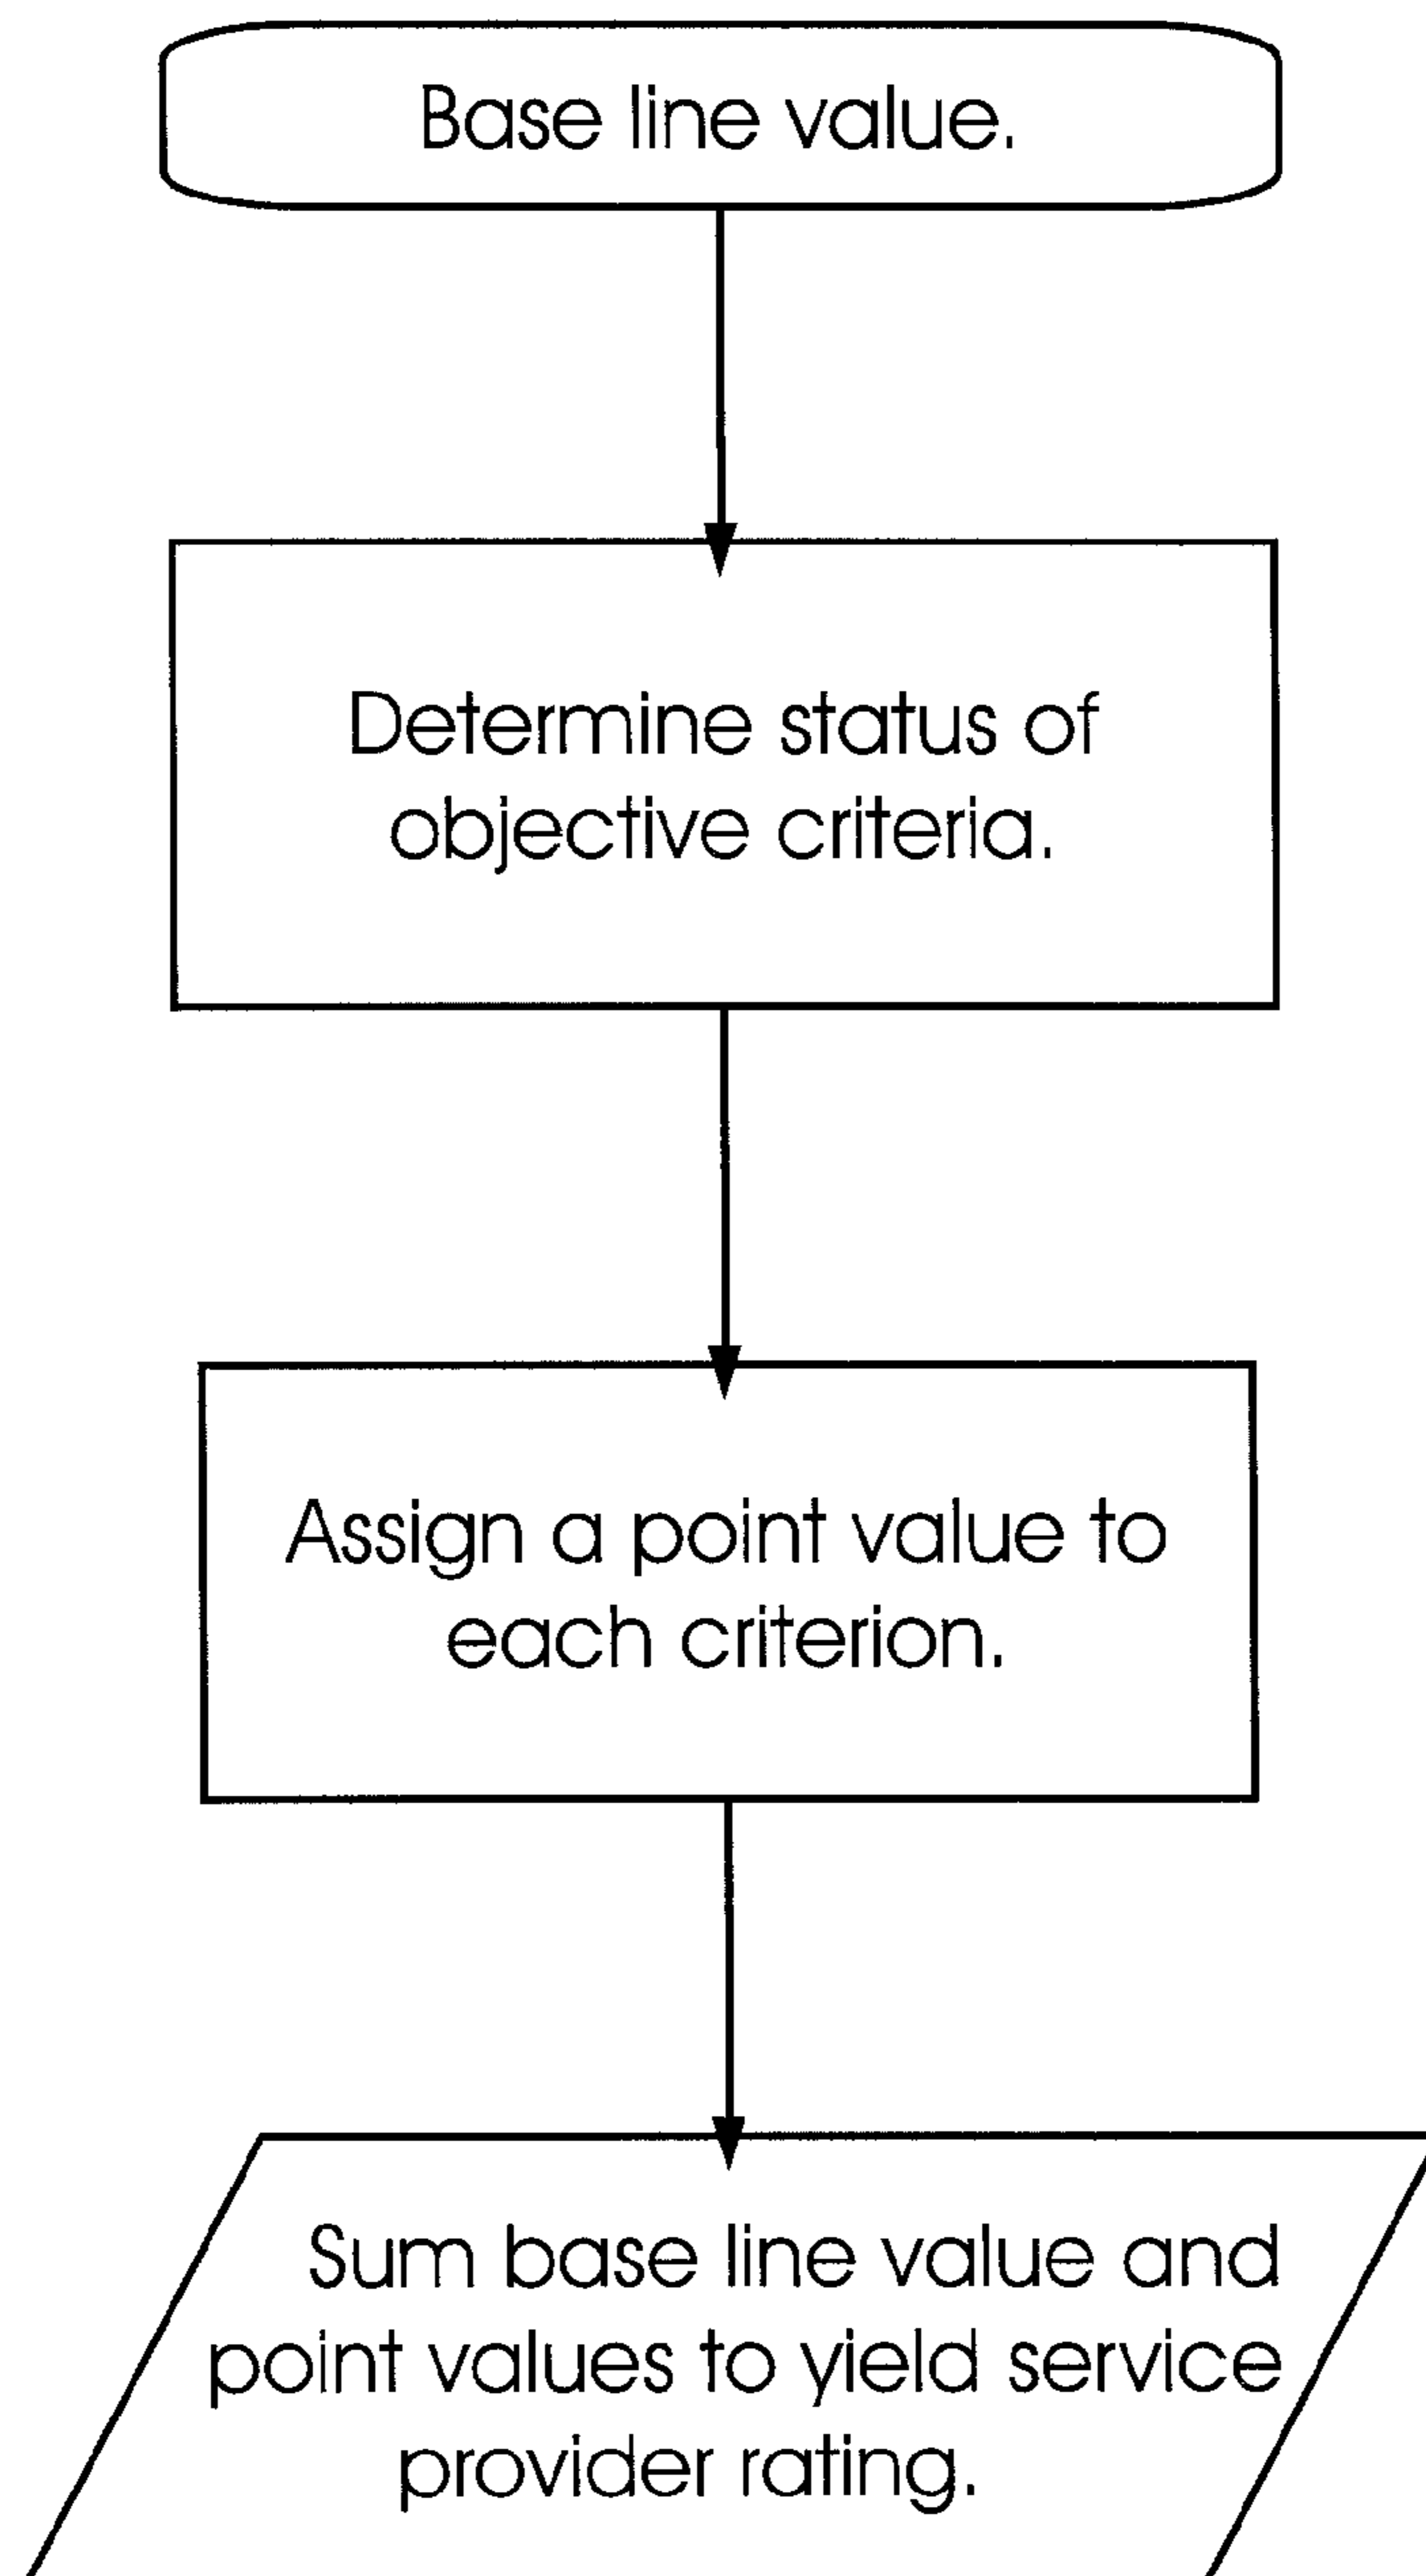 Base line value.
Determine status of
objective criteria.
Assign a point value to
each criterion.
Sum base line value and
point values to yield service
provider rating.